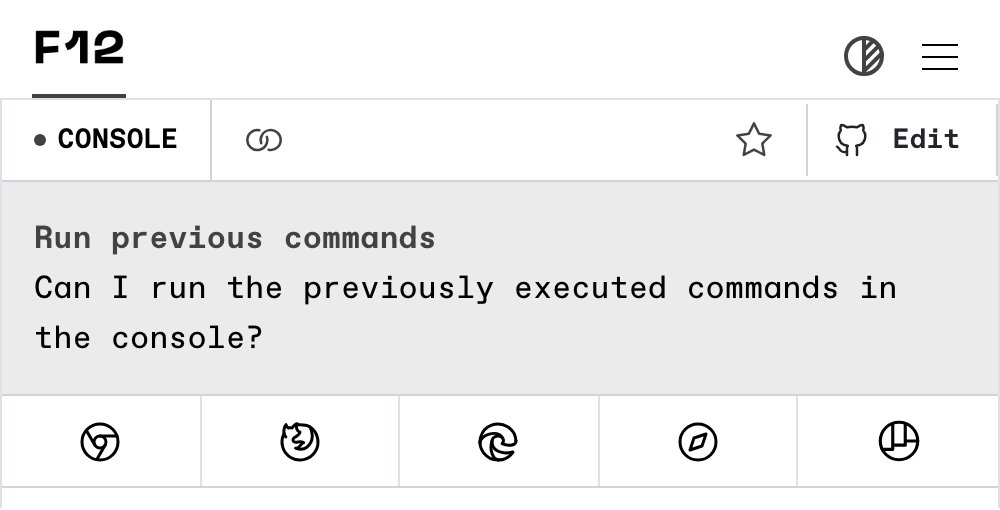 F12
CONSOLE
Edit
Run previous commands
Can I run the previously executed commands in
the console?